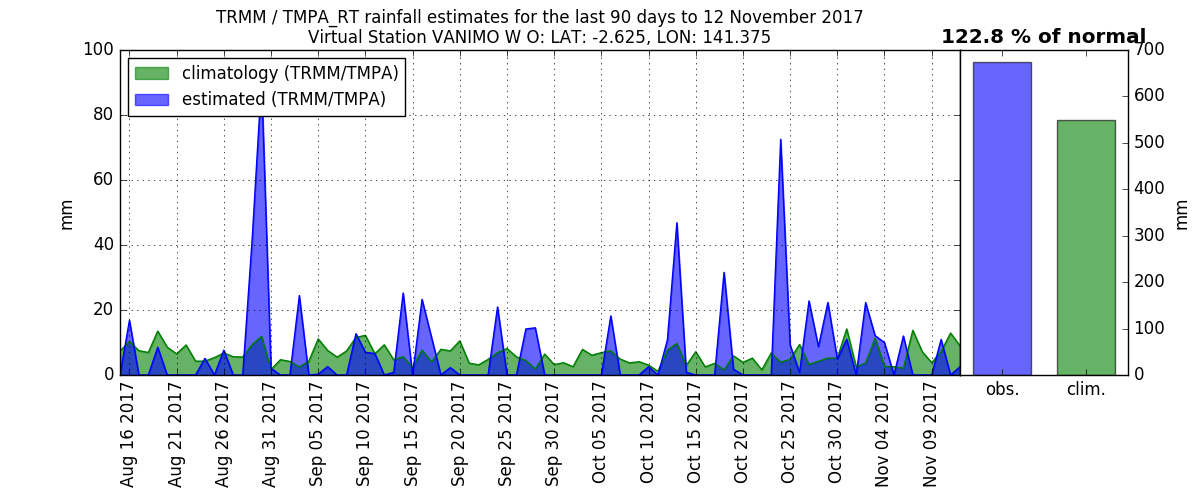 TRMM / TMPA_RT rainfall estimates for the last 90 days to 12 November 2017
Virtual Station VANIMO W O: LAT: -2.625, LON: 141.375
122.8 % of normal
climatology (TRMM/TMPA)
estimated (TRMM/TMPA)
100
80
60
40
20
0
mm
Aug 16 2017
Aug 21 2017
Aug 26 2017
Aug 31 2017
Sep 05 2017
Sep 10 2017
Sep 15 2017
Sep 20 2017
Sep 25 2017
Sep 30 2017
Oct 05 2017
Oct 10 2017
Oct 15 2017
Oct 20 2017
Oct 25 2017
Oct 30 2017
Nov 04 2017
Nov 09 2017
700
600
500
400
300
200
100
0
mm
obs.
clim.